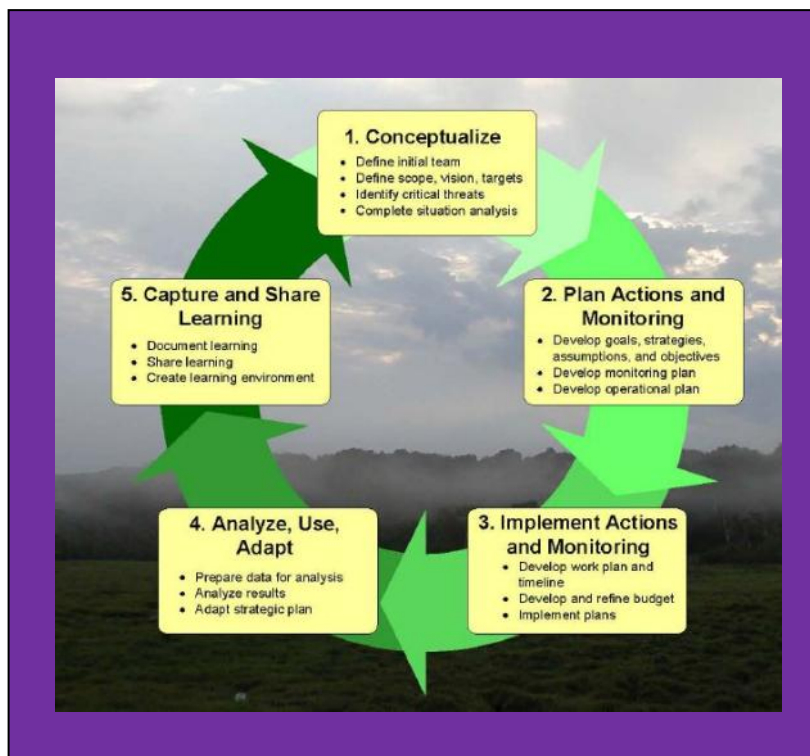 1. Conceptualize
• Define initial team
• Define scope, vision, targets
• Identify critical threats
• Complete situation analysis
2. Plan Actions and
Monitoring
• Develop goals, strategies,
assumptions, and objectives
• Develop monitoring plan
• Develop operational plan
3. Implement Actions
and Monitoring
• Develop work plan and
timeline
• Develop and refine budget
• Implement plans
4. Analyze, Use,
Adapt
• Prepare data for analysis
• Analyze results
• Adapt strategic plan
5. Capture and Share
Learning
• Document learning
• Share learning
• Create learning environment